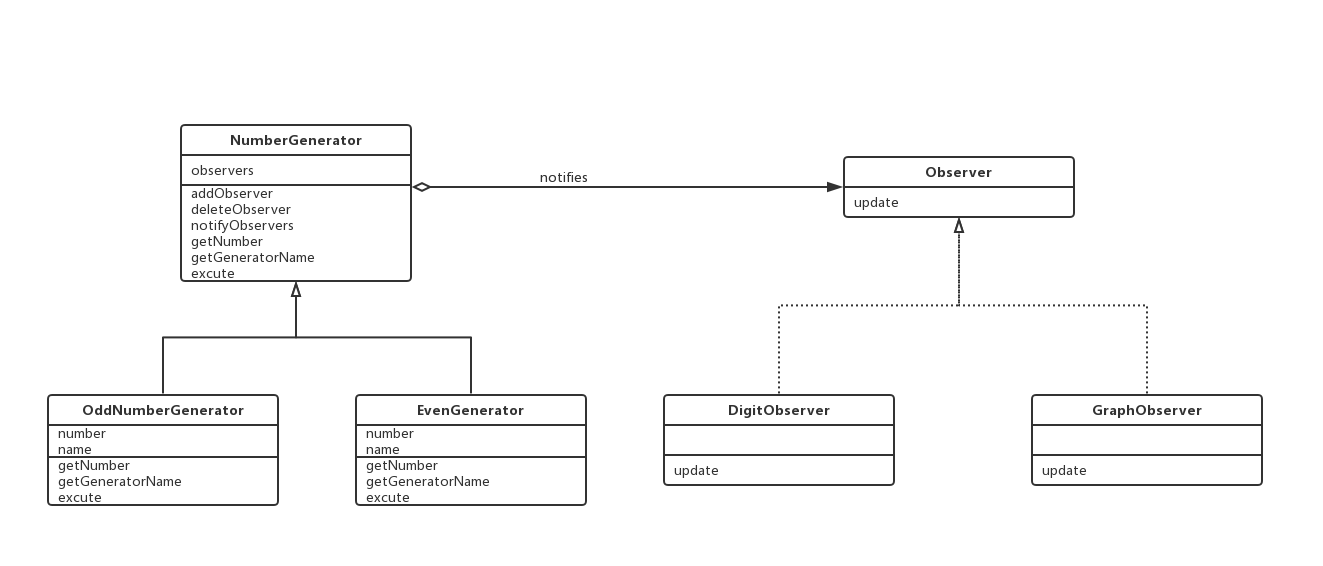 NumberGenerator
observers
addObserver
deleteObserver
notifyObservers
getNumber
getGeneratorName
excute
notifies
Observer
update
OddNumberGenerator
number
name
getNumber
getGeneratorName
excute
EvenGenerator
number
name
getNumber
getGeneratorName
excute
DigitObserver
update
GraphObserver
update